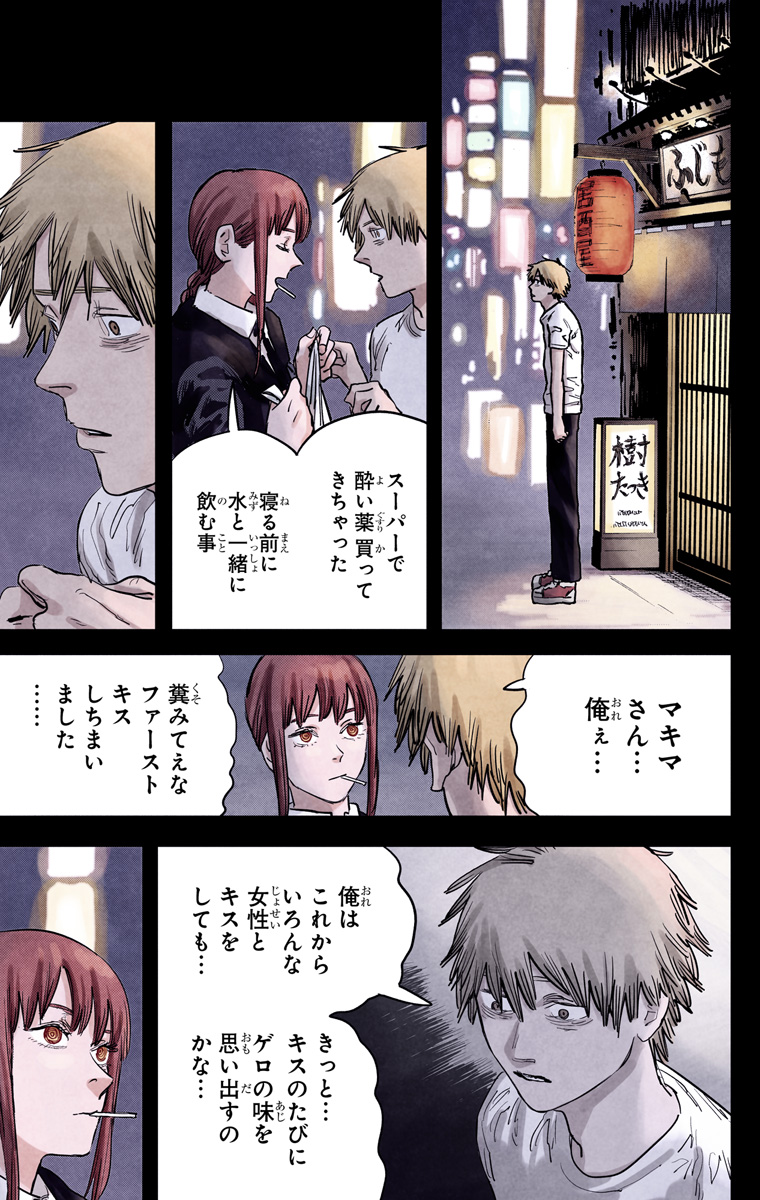 ふじも
居酒屋
樹
たつき
スーパーで
酔い薬買って
きちゃった
寝る前に
水と一緒に
飲む事
マキマ
さん…
俺ぇ…
糞みてえな
ファースト
キス
しちまい
ました
……
俺は
これから
いろんな
女性と
キスを
しても…
きっと…
キスのたびに
ゲロの味を
思い出すの
かな…